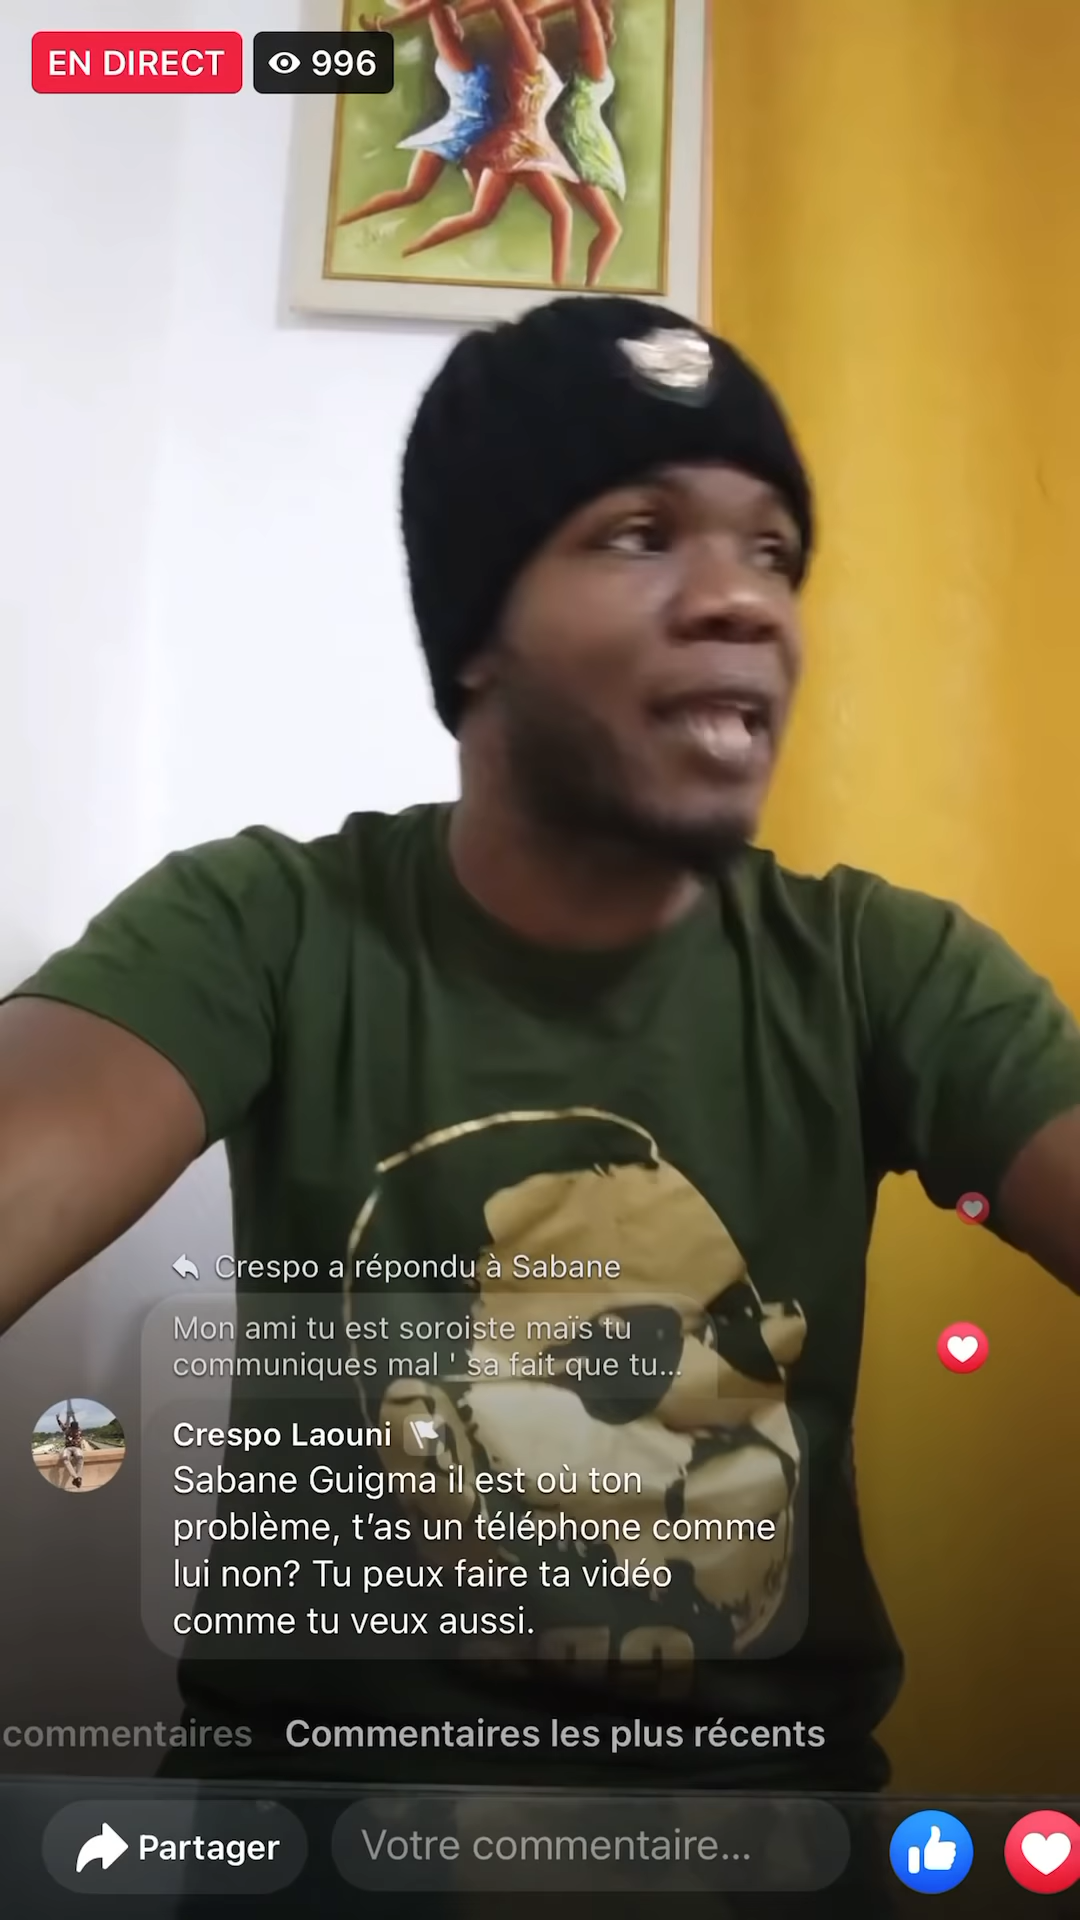 EN DIRECT 996
Crespo a répondu à Sabane
Mon ami tu est soroiste maïs tu
communiques mal ' sa fait que tu...
Crespo Laouni
Sabane Guigma il est où ton
problème, t’as un téléphone comme
lui non? Tu peux faire ta vidéo
comme tu veux aussi.
commentaires Commentaires les plus récents
Partager Votre commentaire...